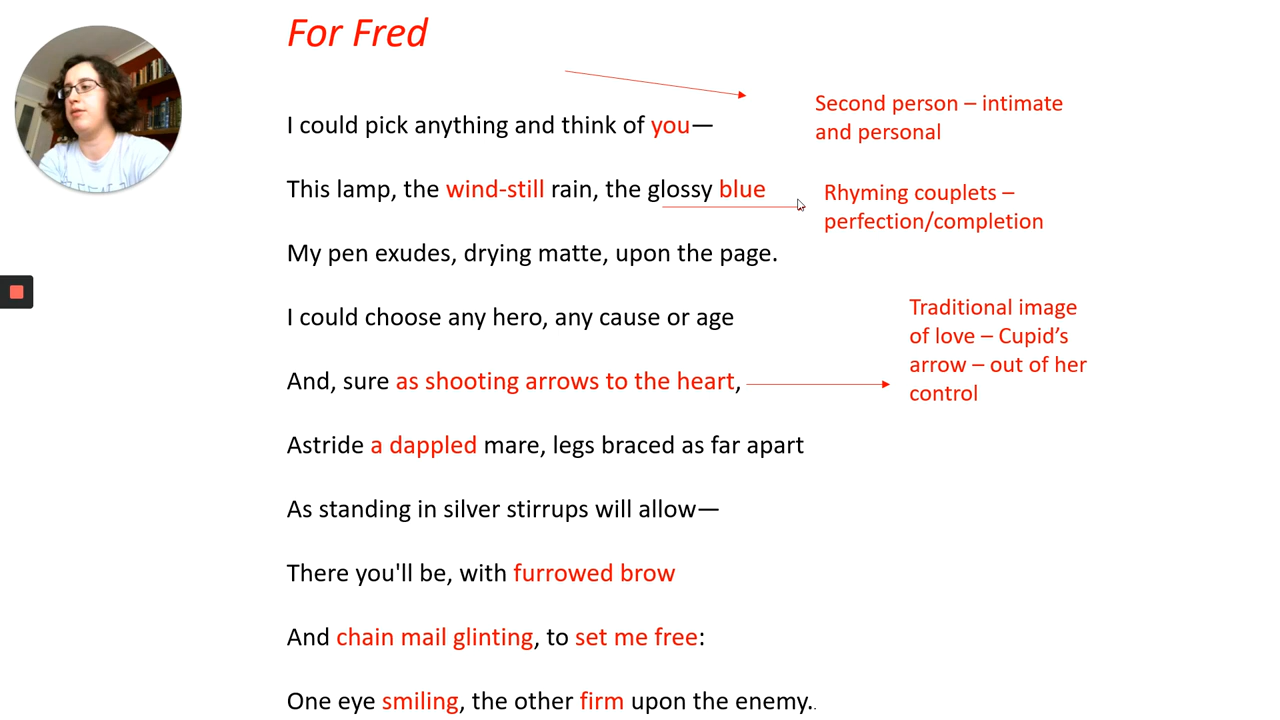 For Fred
I could pick anything and think of you—
This lamp, the wind-still rain, the glossy blue
My pen exudes, drying matte, upon the page.
I could choose any hero, any cause or age
And, sure as shooting arrows to the heart,
Astride a dappled mare, legs braced as far apart
As standing in silver stirrups will allow—
There you'll be, with furrowed brow
And chain mail glinting, to set me free:
One eye smiling, the other firm upon the enemy..
Second person – intimate
and personal
Rhyming couplets –
perfection/completion
Traditional image
of love – Cupid’s
arrow – out of her
control